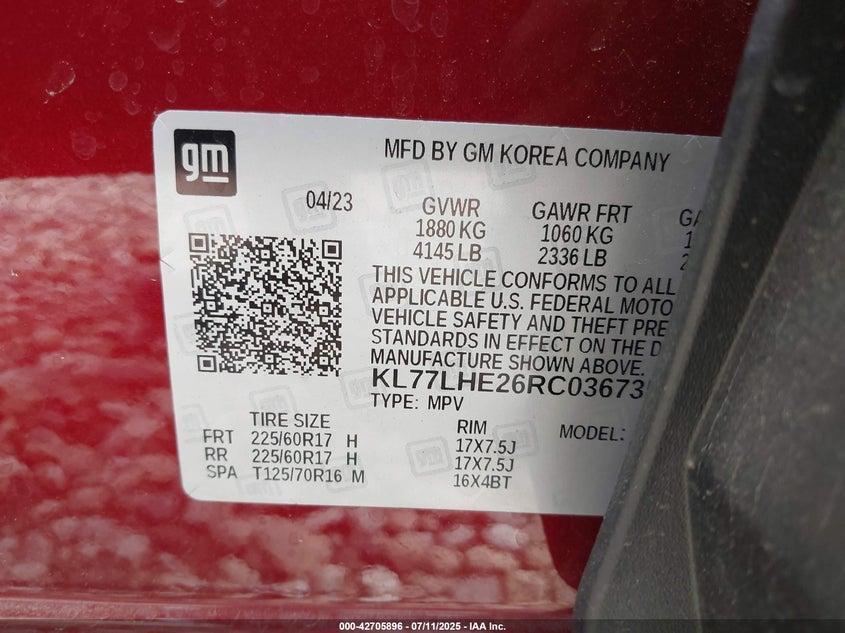 gm
MFD BY GM KOREA COMPANY
04/23
GVWR GAWR FRT
1880 KG 1060 KG
4145 LB 2336 LB
THIS VEHICLE CONFORMS TO ALL
APPLICABLE U.S. FEDERAL MOTO
VEHICLE SAFETY AND THEFT PRE
STANDARDS IN EFFECT ON THE D
MANUFACTURE SHOWN ABOVE.
KL77LHE26RC03673
TYPE: MPV
TIRE SIZE RIM MODEL:
FRT 225/60R17 H 17X7.5J
RR 225/60R17 H 17X7.5J
SPA T125/70R16 M 16X4BT
000-42705896 - 07/11/2025 - IAA Inc.